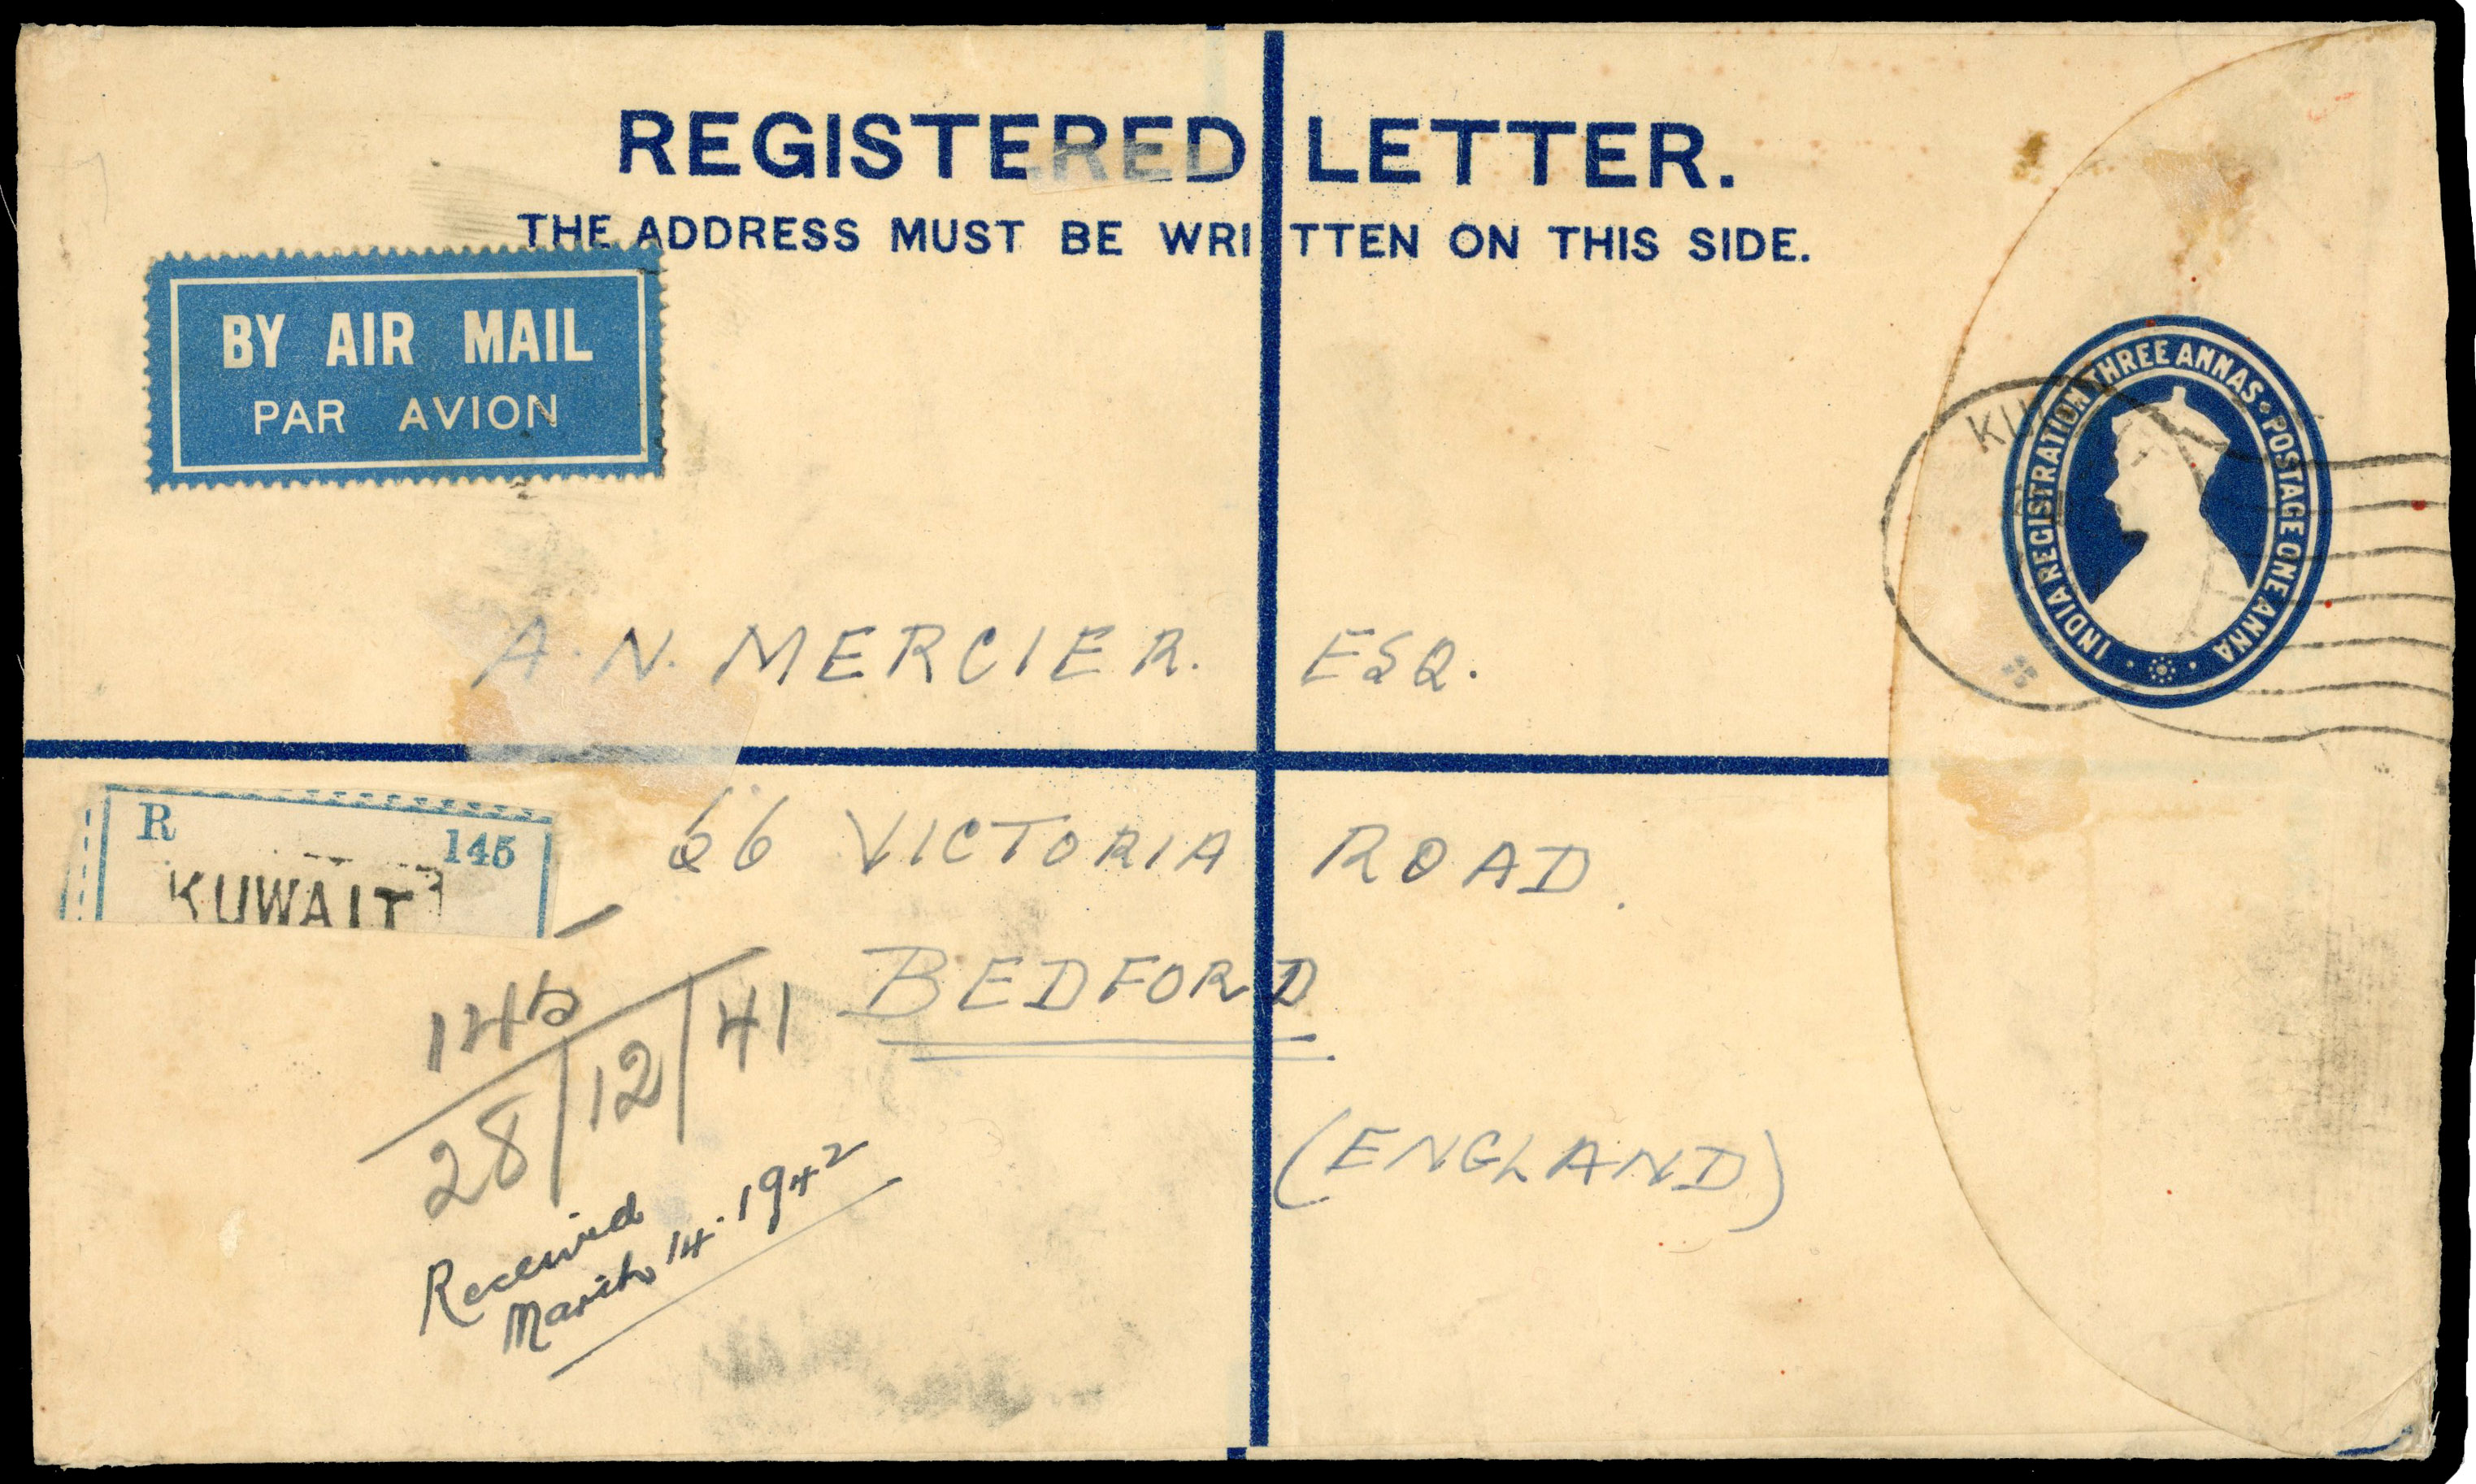 REGISTERED LETTER.
THE ADDRESS MUST BE WRITTEN ON THIS SIDE.
BY AIR MAIL
PAR AVION
INDIA REGISTRATION THREE ANNAS • POSTAGE ONE ANNA
A. N. MERCIER. ESQ.
66 VICTORIA ROAD.
BEDFORD.
(ENGLAND)
R 145
KUWAIT
145
28/12/41
Received
March 14. 1942